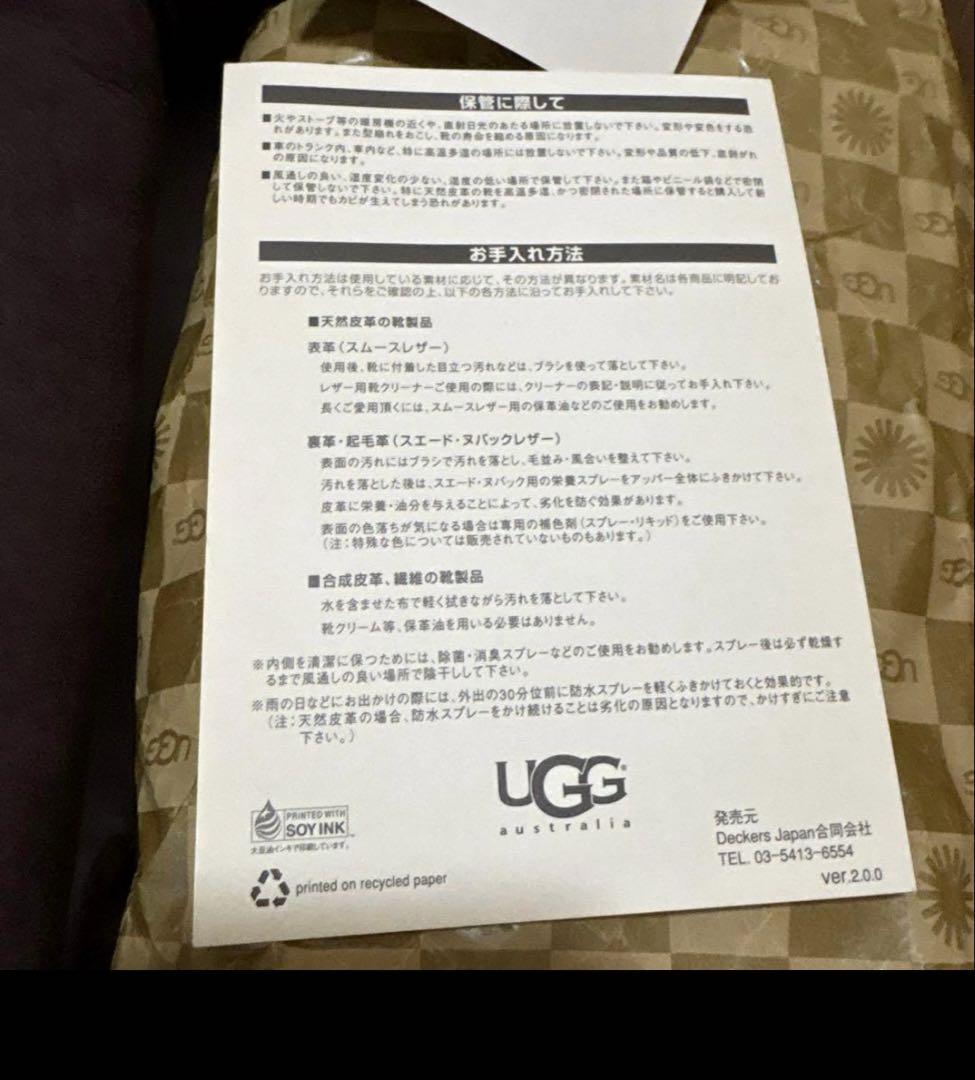 保管に際して
■火やストーブ等の暖房機の近くや、直射日光のあたる場所に放置しないで下さい。変形や変色をする恐
れがあります。また型崩れをおこし、靴の寿命を縮める原因になります。
■車のトランク内、車内など、特に高温多湿の場所には放置しないで下さい。変形や品質の低下、底剥がれ
の原因になります。
■風通しの良い、温度変化の少ない、湿度の低い場所で保管して下さい。また箱やビニール袋などで密閉
して保管しないで下さい。特に天然皮革の靴を高温多湿、かつ密閉された場所に保管すると購入して新
しい時期でもカビが生えてしまう恐れがあります。
お手入れ方法
お手入れ方法は使用している素材に応じて、その方法が異なります。素材名は各商品に明記してお
りますので、それらをご確認の上、以下の各方法に沿ってお手入れして下さい。
■天然皮革の靴製品
表革（スムースレザー）
使用後、靴に付着した目立つ汚れなどは、ブラシを使って落として下さい。
レザー用靴クリーナーご使用の際には、クリーナーの表記・説明に従ってお手入れ下さい。
長くご愛用頂くには、スムースレザー用の保革油などのご使用をお勧めします。
裏革・起毛革（スエード・ヌバックレザー）
表面の汚れにはブラシで汚れを落とし、毛並み・風合いを整えて下さい。
汚れを落とした後は、スエード・ヌバック用の栄養スプレーをアッパー全体にふきかけて下さい。
皮革に栄養・油分を与えることによって、劣化を防ぐ効果があります。
表面の色落ちが気になる場合は専用の補色剤（スプレー・リキッド）をご使用下さい。
（注：特殊な色については販売されていないものもあります。）
■合成皮革、繊維の靴製品
水を含ませた布で軽く拭きながら汚れを落として下さい。
靴クリーム等、保革油を用いる必要はありません。
※内側を清潔に保つためには、除菌・消臭スプレーなどのご使用をお勧めします。スプレー後は必ず乾燥す
るまで風通しの良い場所で陰干しして下さい。
※雨の日などにお出かけの際には、外出の30分位前に防水スプレーを軽くふきかけておくと効果的です。
（注：天然皮革の場合、防水スプレーをかけ続けることは劣化の原因となりますので、かけすぎにご注意
下さい。）
UGG®
australia
PRINTED WITH
SOY INK™
大豆油インキで印刷しています。
printed on recycled paper
発売元
Deckers Japan合同会社
TEL. 03-5413-6554
ver.2.0.0
UGG
UGG
UGG
UGG
UGG
UGG
UGG